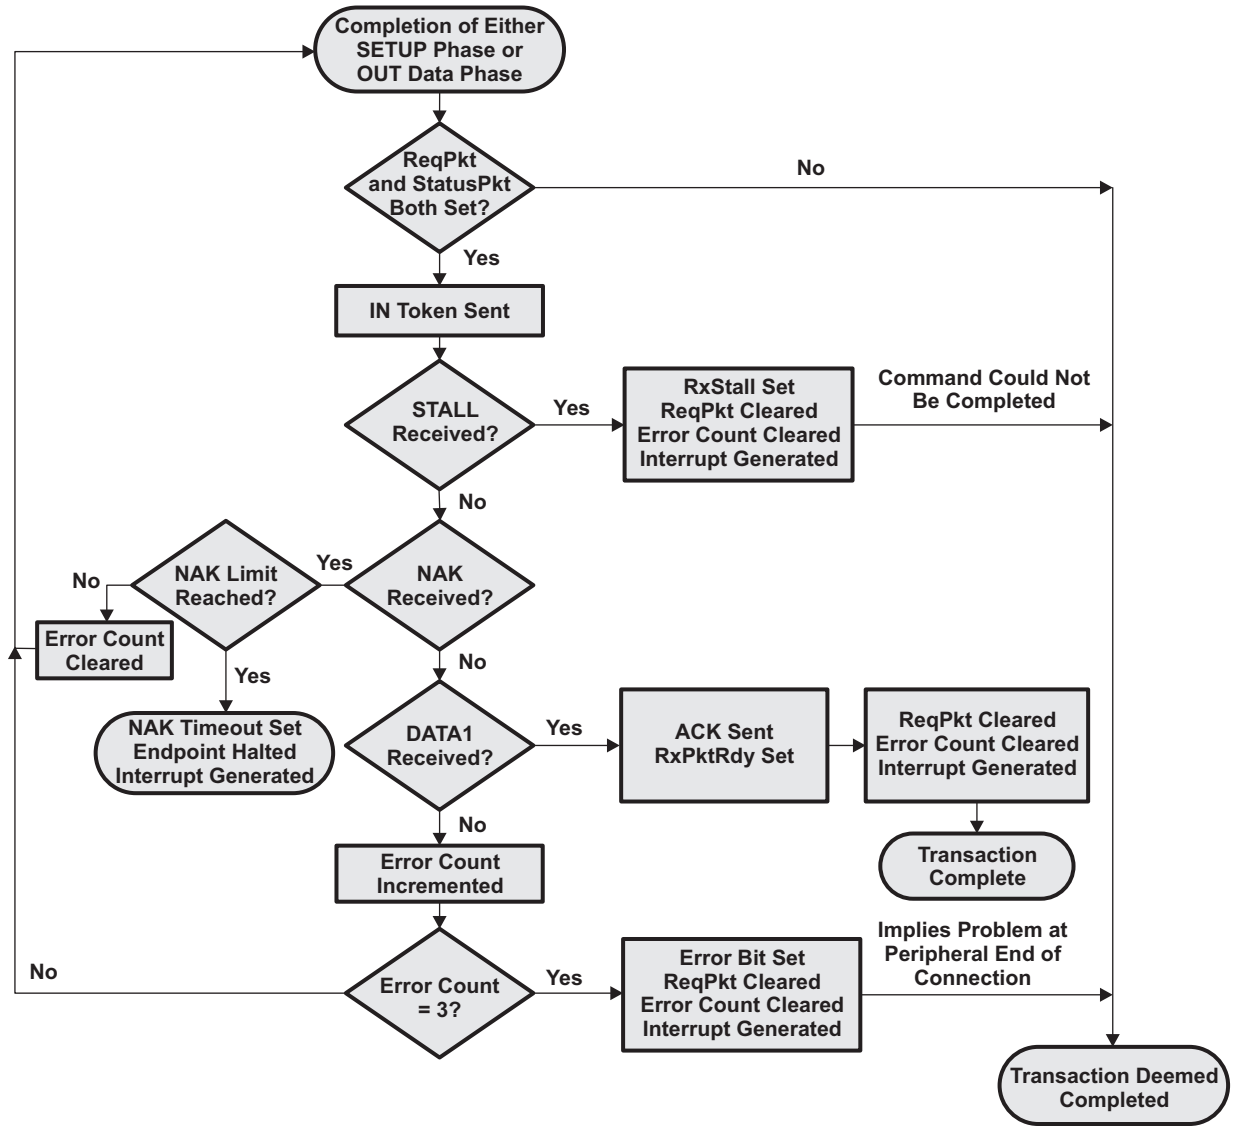 Completion of Either
SETUP Phase or
OUT Data Phase
ReqPkt
and StatusPkt
Both Set?
No
Yes
IN Token Sent
STALL
Received?
Yes
RxStall Set
ReqPkt Cleared
Error Count Cleared
Interrupt Generated
Command Could Not
Be Completed
No
NAK
Received?
Yes
NAK Limit
Reached?
No
Error Count
Cleared
Yes
NAK Timeout Set
Endpoint Halted
Interrupt Generated
No
DATA1
Received?
Yes
ACK Sent
RxPktRdy Set
ReqPkt Cleared
Error Count Cleared
Interrupt Generated
Transaction
Complete
No
Error Count
Incremented
Error Count
= 3?
No
Yes
Error Bit Set
ReqPkt Cleared
Error Count Cleared
Interrupt Generated
Implies Problem at
Peripheral End of
Connection
Transaction Deemed
Completed